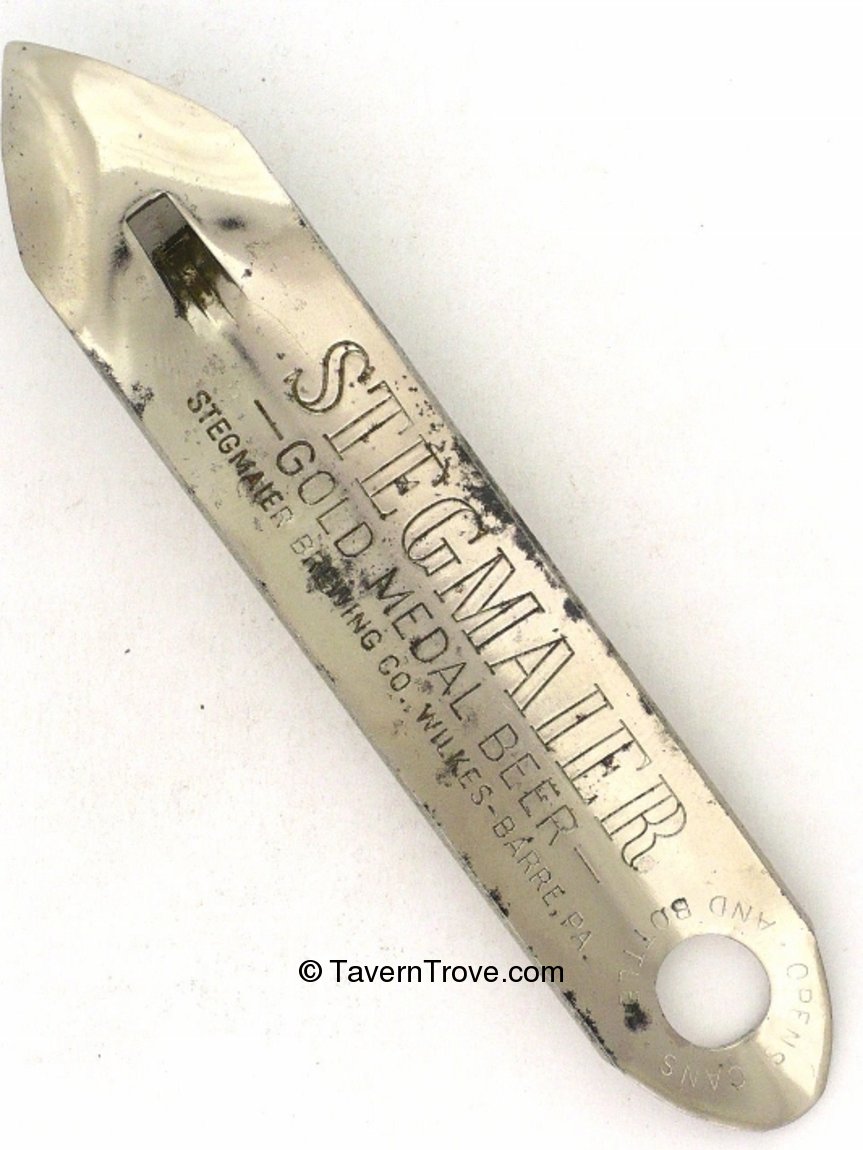 STEGMAIER
—GOLD MEDAL BEER—
STEGMAIER BREWING CO., WILKES-BARRE, PA.
OPENS CANS AND BOTTLES
© TavernTrove.com